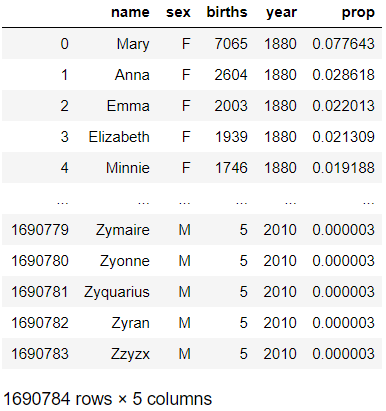 name sex births year prop
0 Mary F 7065 1880 0.077643
1 Anna F 2604 1880 0.028618
2 Emma F 2003 1880 0.022013
3 Elizabeth F 1939 1880 0.021309
4 Minnie F 1746 1880 0.019188
... ... ... ... ... ...
1690779 Zymaire M 5 2010 0.000003
1690780 Zyonne M 5 2010 0.000003
1690781 Zyquarius M 5 2010 0.000003
1690782 Zyran M 5 2010 0.000003
1690783 Zzyzx M 5 2010 0.000003
1690784 rows × 5 columns